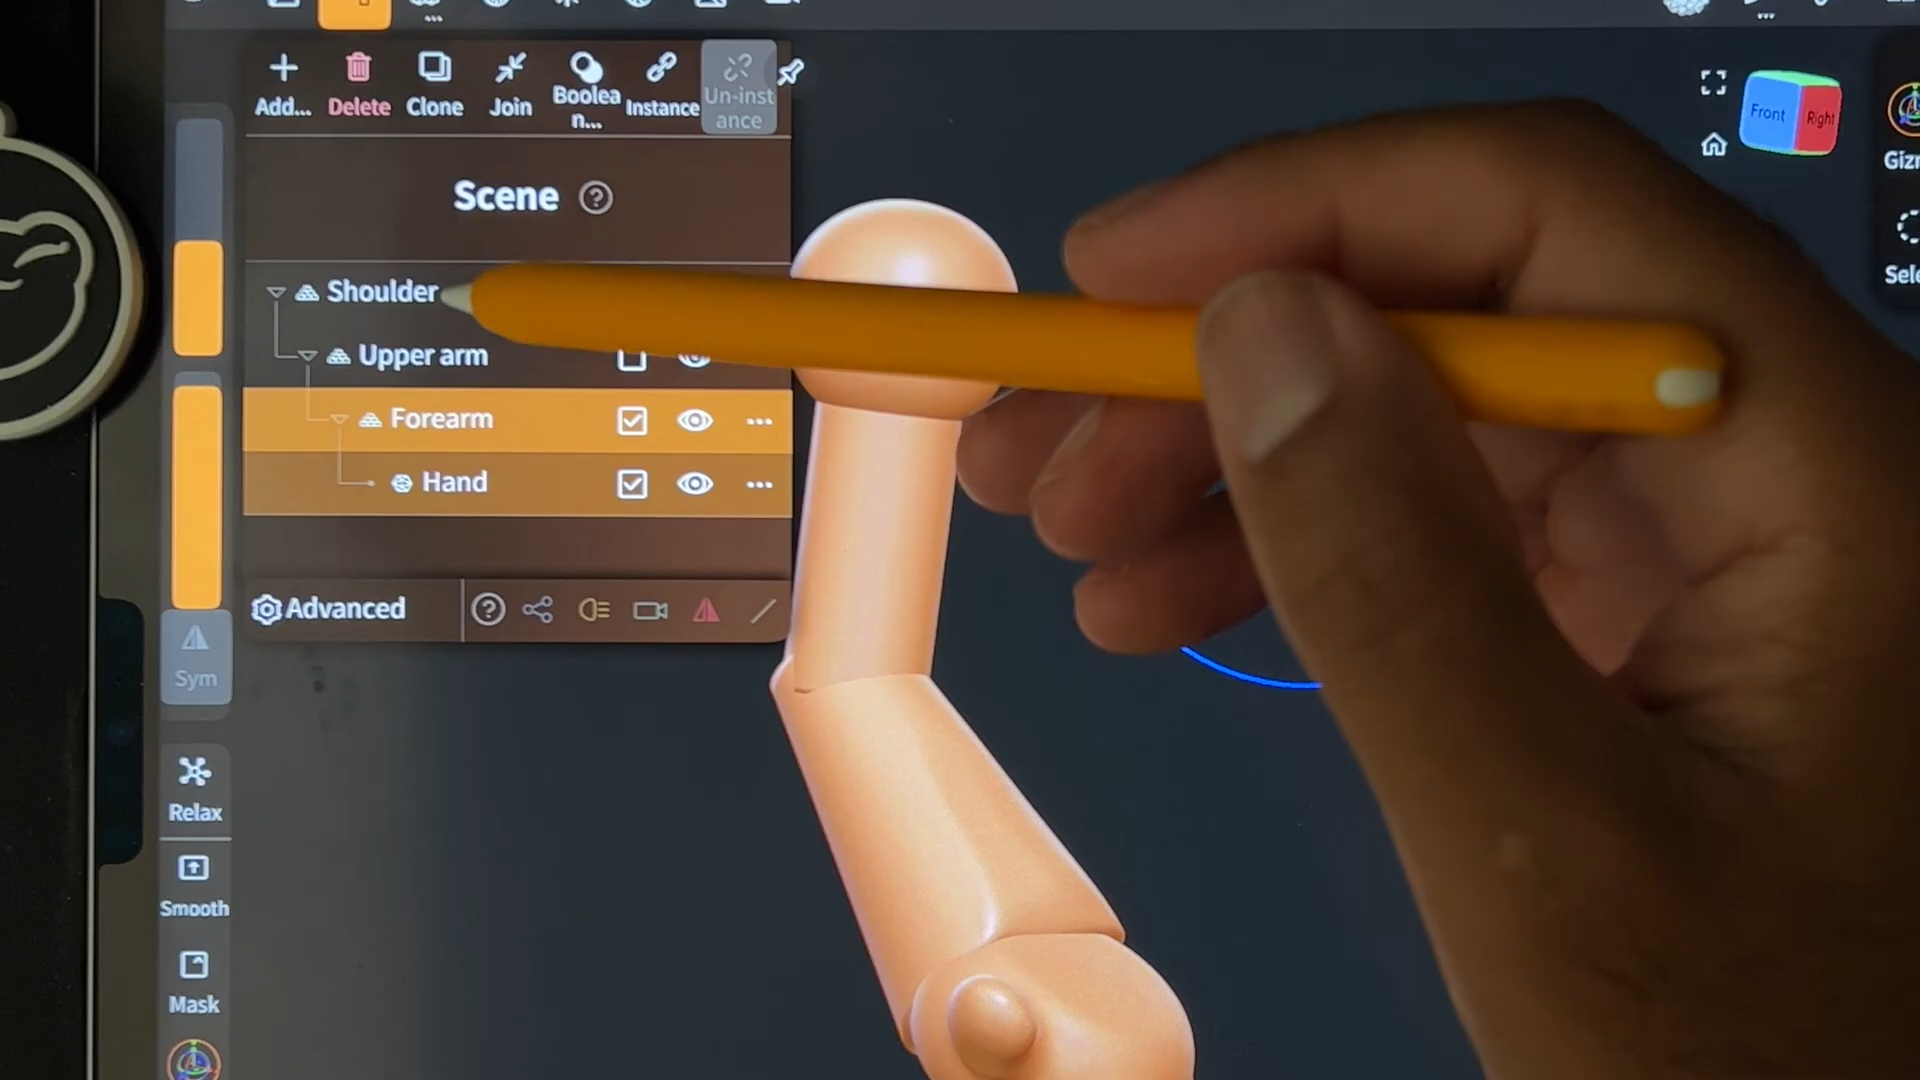 Add...
Delete
Clone
Join
Boolea
n...
Instance
Un-inst
ance
Front
Right
Scene
Shoulder
Upper arm
Forearm
Hand
Advanced
Sym
Relax
Smooth
Mask